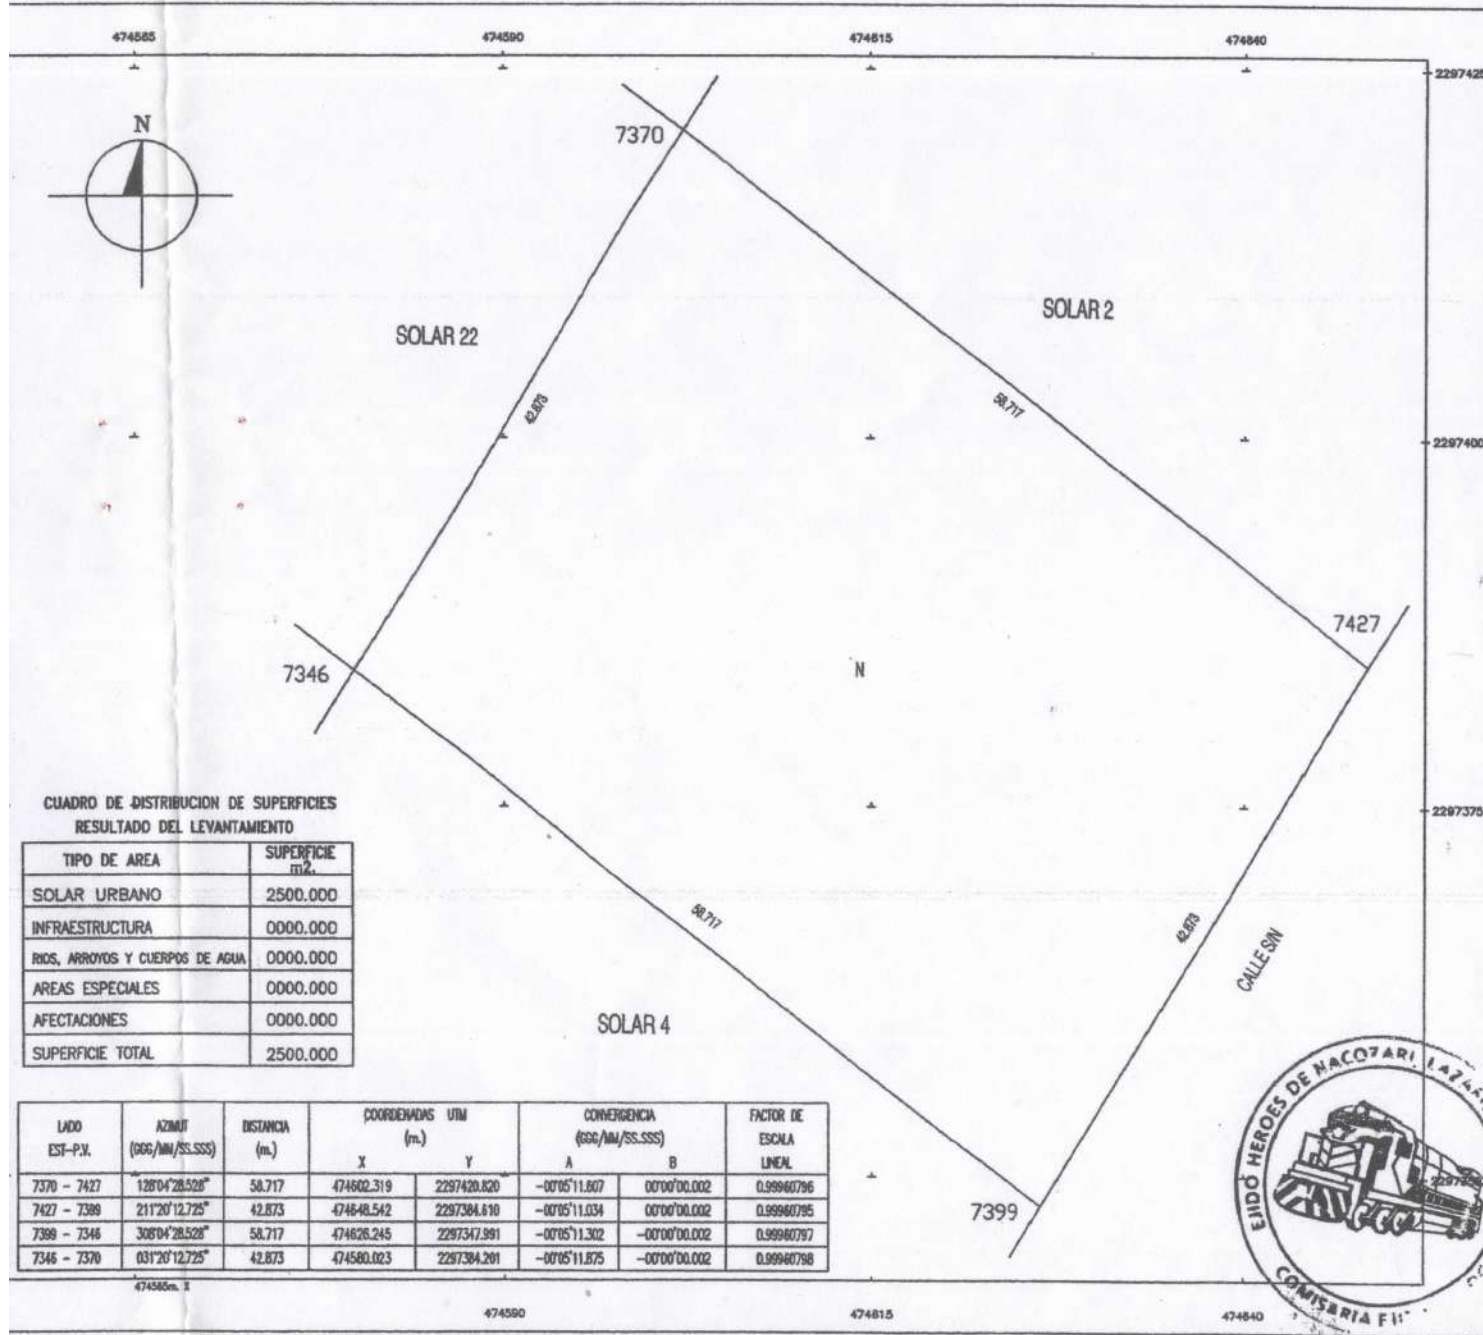 474565 474590 474615 474640
2297425
N
7370
SOLAR 22
SOLAR 2
42.873
58.717
2297400
7427
7346
N
2297375
CUADRO DE DISTRIBUCION DE SUPERFICIES
RESULTADO DEL LEVANTAMIENTO
TIPO DE AREA SUPERFICIE m2.
SOLAR URBANO 2500.000
INFRAESTRUCTURA 0000.000
RIOS, ARROYOS Y CUERPOS DE AGUA 0000.000
AREAS ESPECIALES 0000.000
AFECTACIONES 0000.000
SUPERFICIE TOTAL 2500.000
58.717
42.873
CALLE S/N
SOLAR 4
7399
LADO AZIMUT DISTANCIA COORDENADAS UTM CONVERGENCIA FACTOR DE
EST-P.V. (GGG/MM/SS.SSS) (m.) (m.) (GGG/MM/SS.SSS) ESCALA
X Y A B LINEAL
7370 - 7427 128°04'28.528" 58.717 474602.319 2297420.820 -00°05'11.607 00°00'00.002 0.99960796
7427 - 7399 211°20'12.725" 42.873 474648.542 2297384.610 -00°05'11.034 00°00'00.002 0.99960795
7399 - 7346 308°04'28.528" 58.717 474626.245 2297347.991 -00°05'11.302 -00°00'00.002 0.99960797
7346 - 7370 031°20'12.725" 42.873 474580.023 2297384.201 -00°05'11.875 -00°00'00.002 0.99960798
EJIDO HEROES DE NACOZARI,
COMISARIA
474565m. X
474590 474615 474640